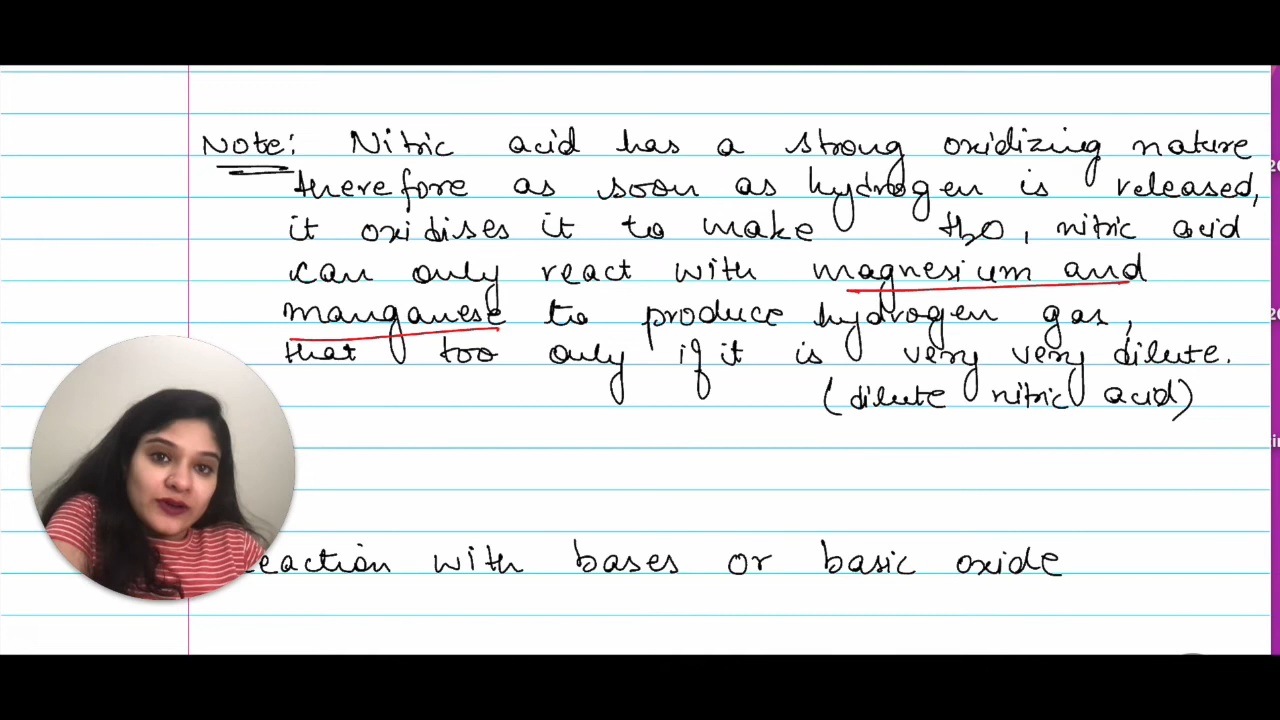 Note: Nitric acid has a strong oxidizing nature
therefore as soon as hydrogen is released,
it oxidises it to make H2O, nitric acid
can only react with magnesium and
manganese to produce hydrogen gas,
that too only if it is very very dilute.
(dilute nitric acid)
eaction with bases or basic oxide